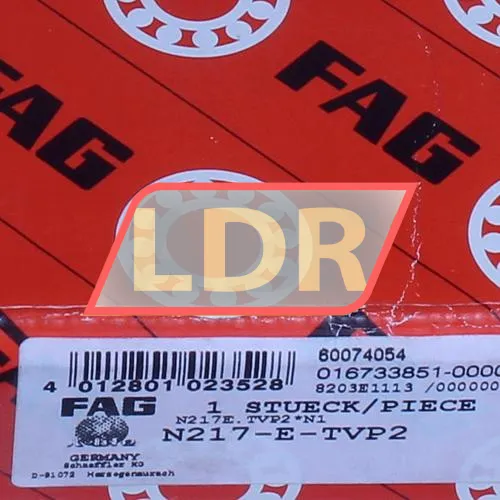 FAG
FAG
LDR
60074054
016733851-0000
8203E1113 /000000
4 012801 023528
FAG
1 STUECK/PIECE
N217E.TVP2*N1
N217-E-TVP2
GERMANY
Schaeffler KG
D-91072 Herzogenaurach